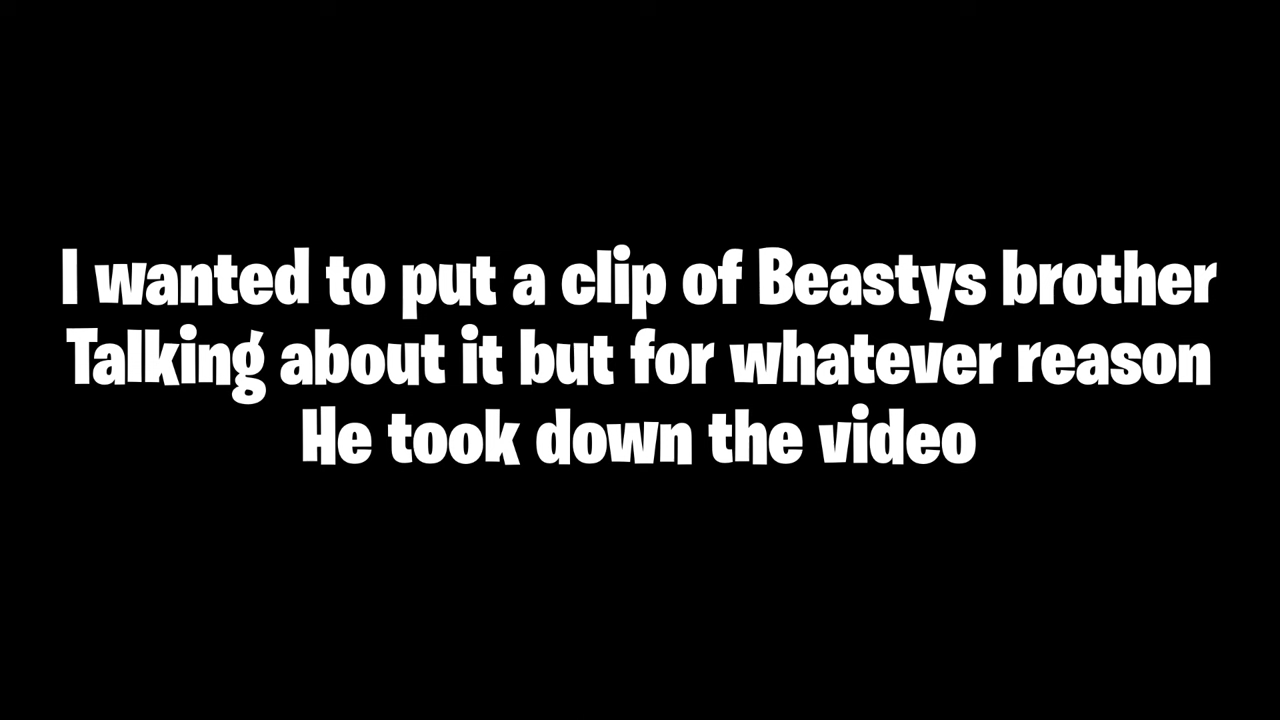 I wanted to put a clip of Beastys brother
Talking about it but for whatever reason
He took down the video